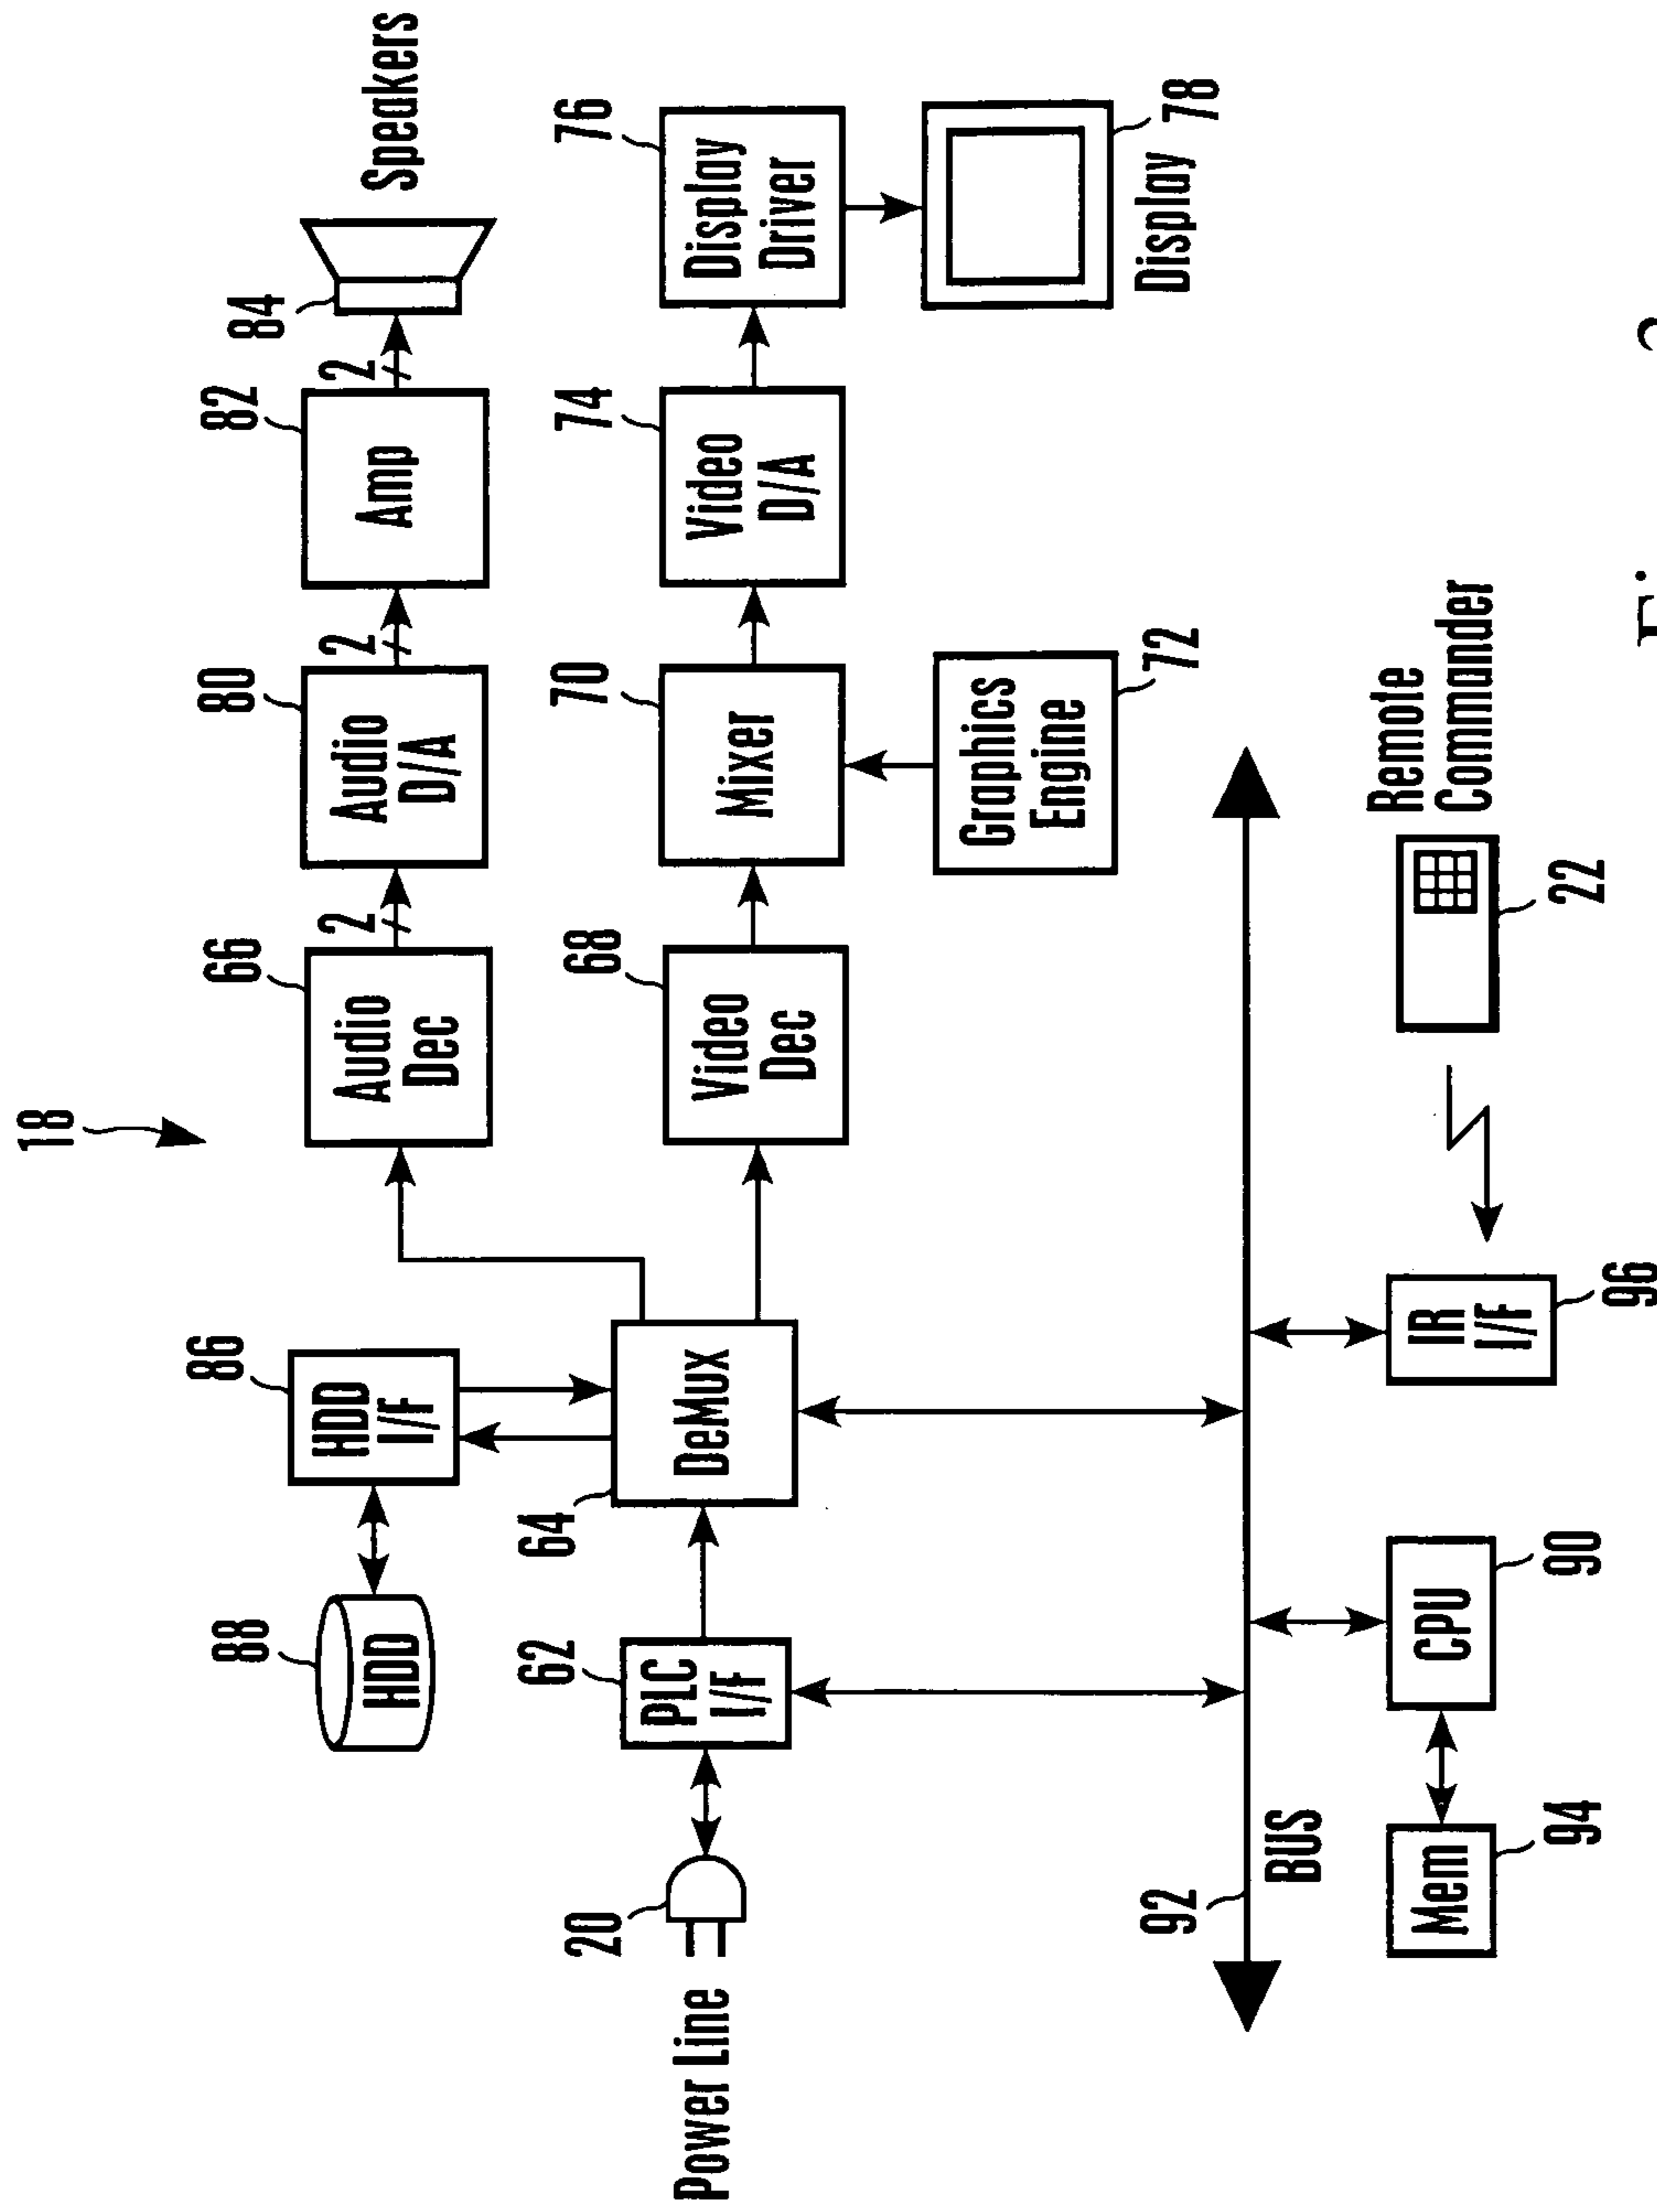 18
88
HDD
86
HDD
I/F
66
Audio
Dec
2
80
Audio
D/A
2
82
Amp
2
84
Speakers
Power Line
20
62
PLC
I/F
64
DeMux
68
Video
Dec
70
Mixer
74
Video
D/A
76
Display
Driver
72
Graphics
Engine
78
Display
92
BUS
94
Mem
90
CPU
96
IR
I/F
22
Remote
Commander